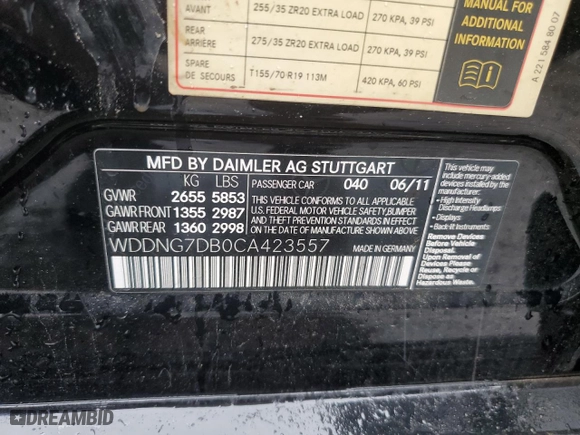 AVANT 255/35 ZR20 EXTRA LOAD 270 KPA, 39 PSI
REAR
ARRIERE 275/35 ZR20 EXTRA LOAD 270 KPA, 39 PSI
SPARE
DE SECOURS T155/70 R19 113M 420 KPA, 60 PSI
MANUAL FOR
ADDITIONAL
INFORMATION
A 221 584 80 07
MFD BY DAIMLER AG STUTTGART
KG LBS
GVWR 2655 5853
GAWR FRONT 1355 2987
GAWR REAR 1360 2998
PASSENGER CAR 040 06/11
THIS VEHICLE CONFORMS TO ALL APPLICABLE
U.S. FEDERAL MOTOR VEHICLE SAFETY,BUMPER
AND THEFT PREVENTION STANDARDS IN EFFECT
ON THE DATE OF MANUFACTURE SHOWN ABOVE.
WDDNG7DB0CA423557 MADE IN GERMANY
This vehicle may include
mercury-added
devices installed by the
manufacturer:
- High Intensity
Discharge Headlamps
- Displays
- Back-lit Instruments
Remove Devices
Before Vehicle
Disposal.
Upon Removal of
Devices Please
Reuse, Recycle or
Dispose as
Hazardous Waste.
DREAMBID